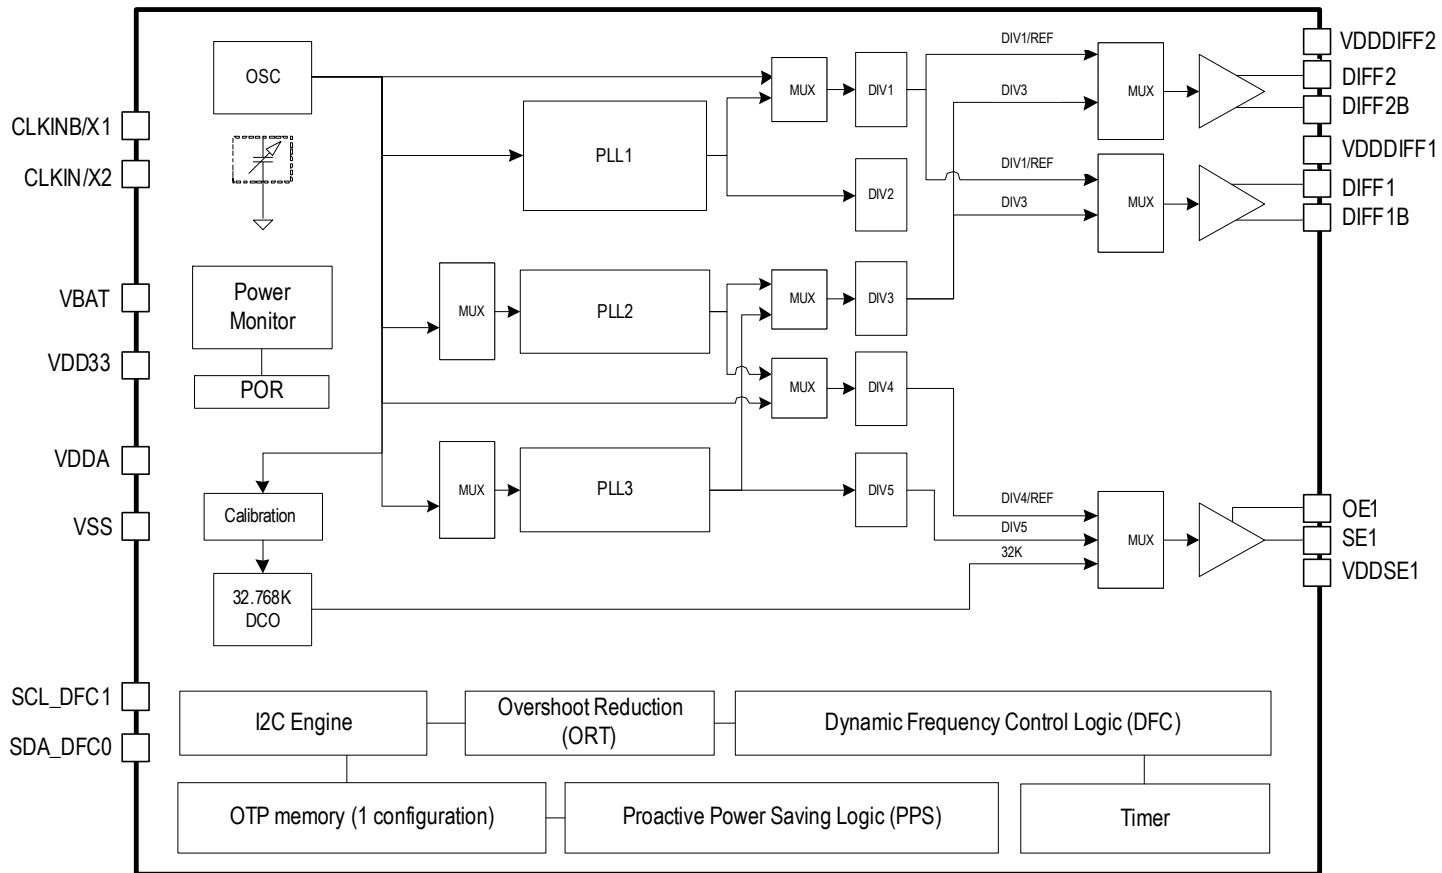 VDDDIFF2
DIV1/REF
OSC
DIFF2
MUX
DIV1
DIV3
MUX
DIFF2B
CLKINB/X1
PLL1
VDDDIFF1
DIV1/REF
CLKIN/X2
DIFF1
DIV2
DIV3
MUX
DIFF1B
VBAT
Power
Monitor
MUX
PLL2
MUX
DIV3
VDD33
POR
MUX
DIV4
VDDA
MUX
PLL3
DIV5
DIV4/REF
OE1
Calibration
VSS
DIV5
MUX
SE1
32K
VDDSE1
32.768K
DCO
SCL_DFC1
I2C Engine
Overshoot Reduction
(ORT)
Dynamic Frequency Control Logic (DFC)
SDA_DFC0
OTP memory (1 configuration)
Proactive Power Saving Logic (PPS)
Timer